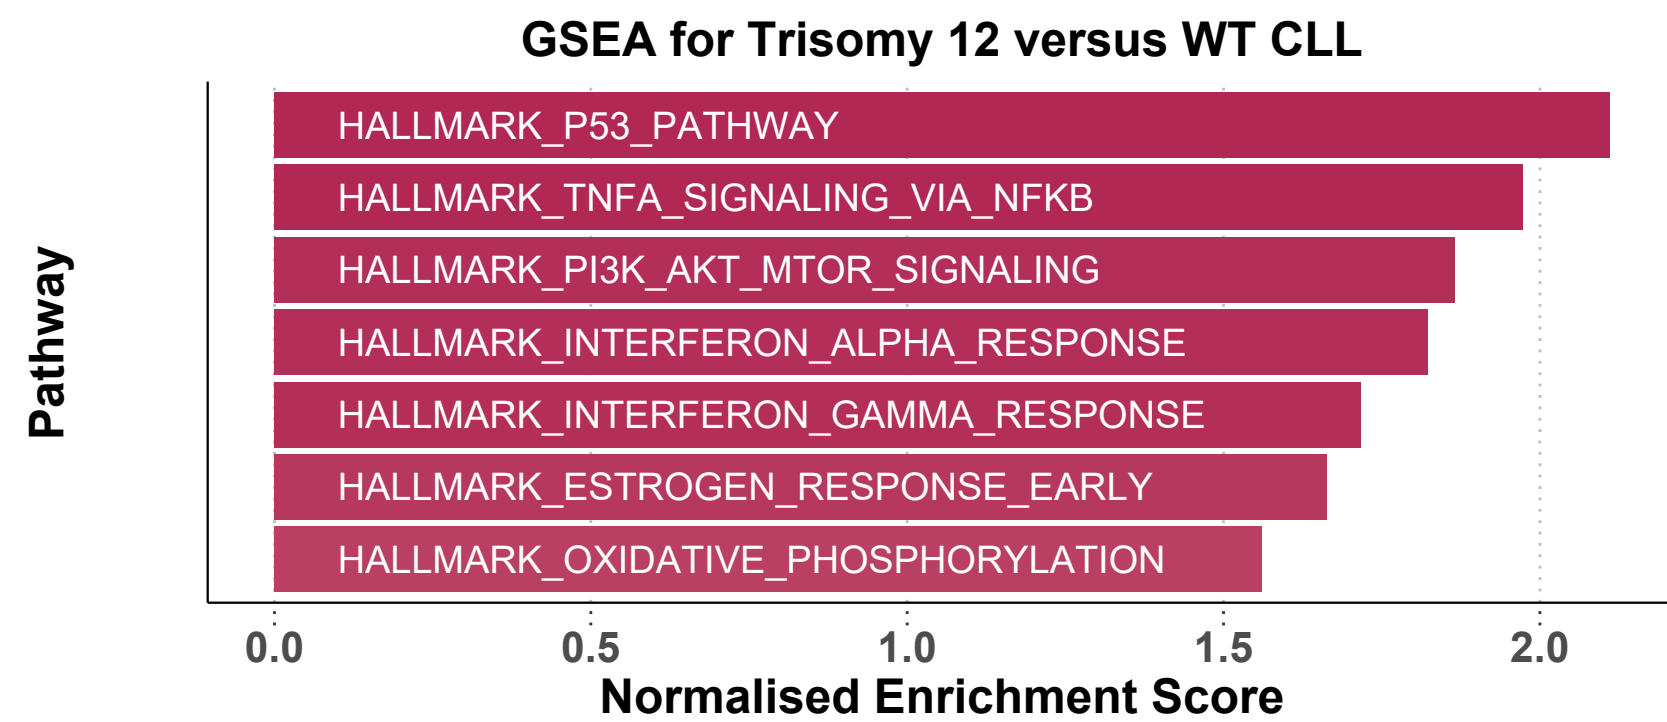 GSEA for Trisomy 12 versus WT CLL
Pathway
HALLMARK_P53_PATHWAY
HALLMARK_TNFA_SIGNALING_VIA_NFKB
HALLMARK_PI3K_AKT_MTOR_SIGNALING
HALLMARK_INTERFERON_ALPHA_RESPONSE
HALLMARK_INTERFERON_GAMMA_RESPONSE
HALLMARK_ESTROGEN_RESPONSE_EARLY
HALLMARK_OXIDATIVE_PHOSPHORYLATION
0.0 0.5 1.0 1.5 2.0
Normalised Enrichment Score